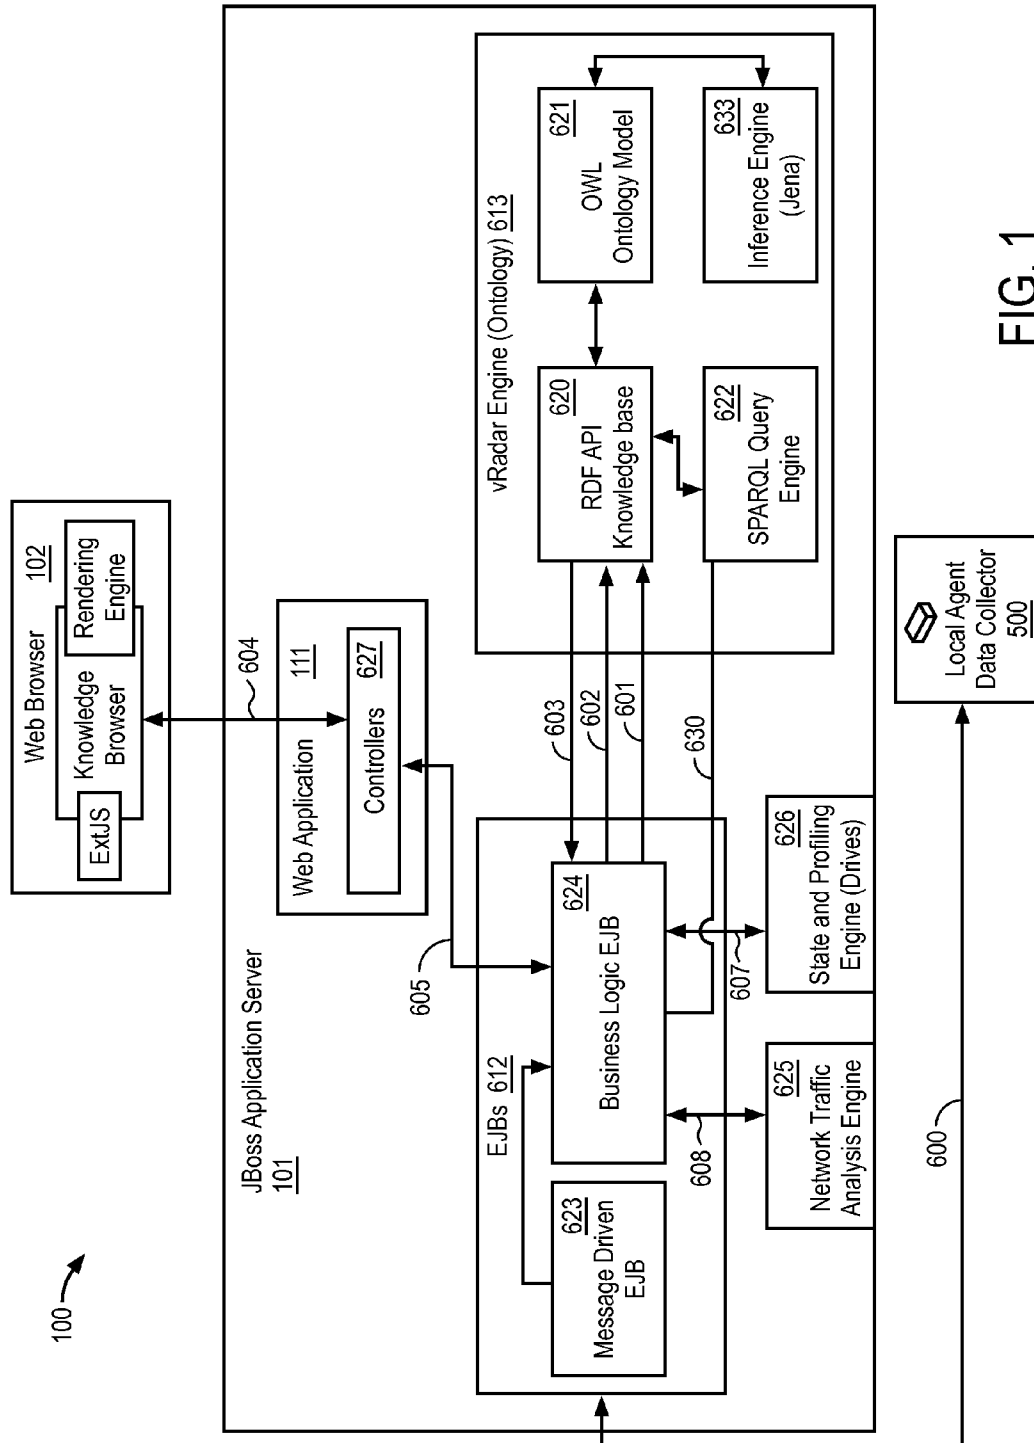 100
Web Browser
102
ExtJS
Knowledge
Browser
Rendering
Engine
604
JBoss Application Server
101
Web Application
111
Controllers
627
605
EJBs 612
623
Message Driven
EJB
624
Business Logic EJB
603
602
601
630
607
608
625
Network Traffic
Analysis Engine
626
State and Profiling
Engine (Drives)
vRadar Engine (Ontology) 613
620
RDF API
Knowledge base
621
OWL
Ontology Model
622
SPARQL Query
Engine
633
Inference Engine
(Jena)
600
Local Agent
Data Collector
500
FIG. 1